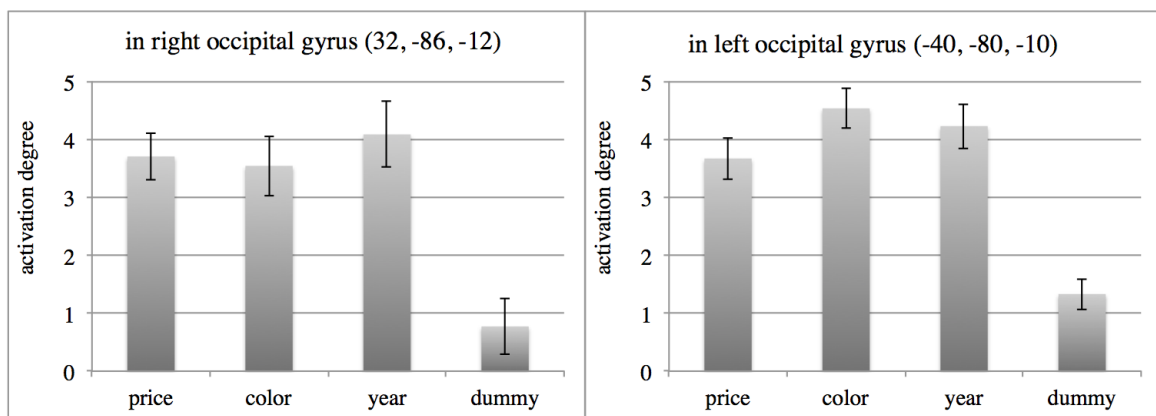 in right occipital gyrus (32, -86, -12)
activation degree
5
4
3
2
1
0
price color year dummy
in left occipital gyrus (-40, -80, -10)
activation degree
5
4
3
2
1
0
price color year dummy